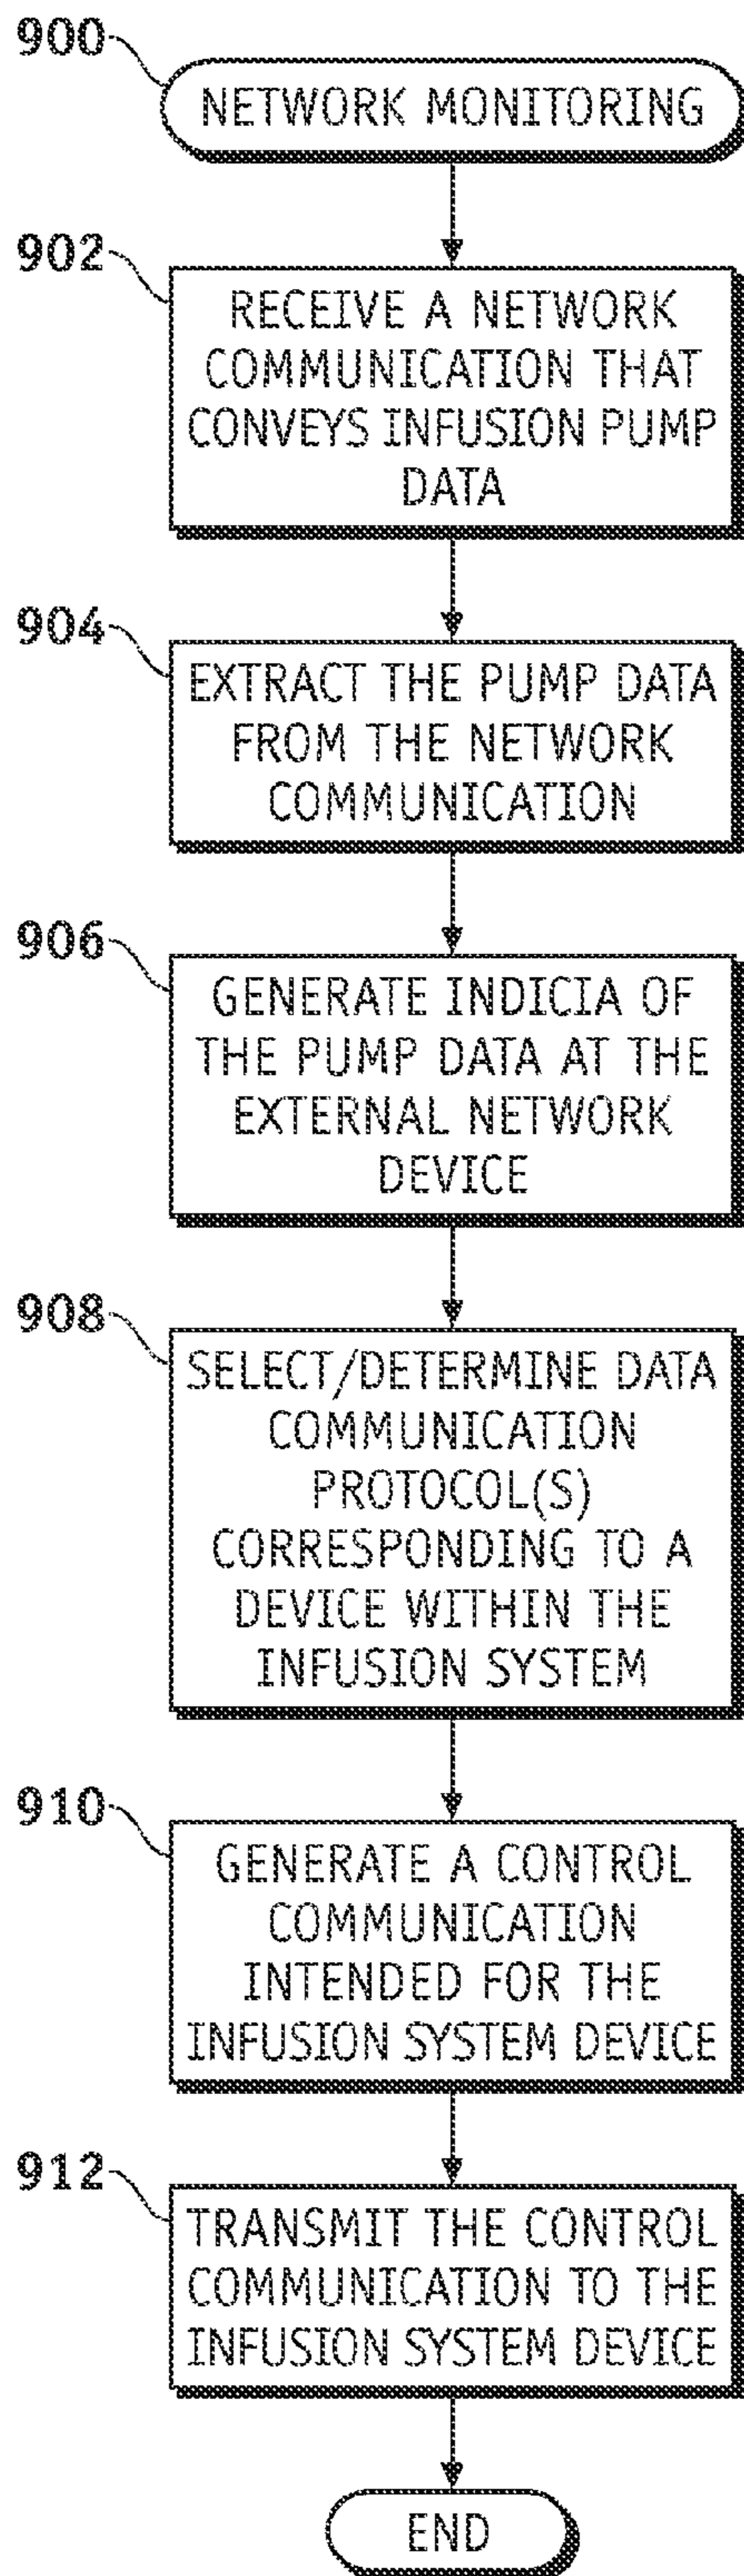 900
NETWORK MONITORING
902
RECEIVE A NETWORK
COMMUNICATION THAT
CONVEYS INFUSION PUMP
DATA
904
EXTRACT THE PUMP DATA
FROM THE NETWORK
COMMUNICATION
906
GENERATE INDICIA OF
THE PUMP DATA AT THE
EXTERNAL NETWORK
DEVICE
908
SELECT/DETERMINE DATA
COMMUNICATION
PROTOCOL(S)
CORRESPONDING TO A
DEVICE WITHIN THE
INFUSION SYSTEM
910
GENERATE A CONTROL
COMMUNICATION
INTENDED FOR THE
INFUSION SYSTEM DEVICE
912
TRANSMIT THE CONTROL
COMMUNICATION TO THE
INFUSION SYSTEM DEVICE
END